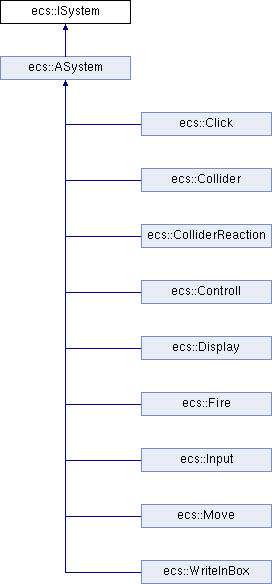 ecs::ISystem
ecs::ASystem
ecs::Click
ecs::Collider
ecs::ColliderReaction
ecs::Controll
ecs::Display
ecs::Fire
ecs::Input
ecs::Move
ecs::WriteInBox